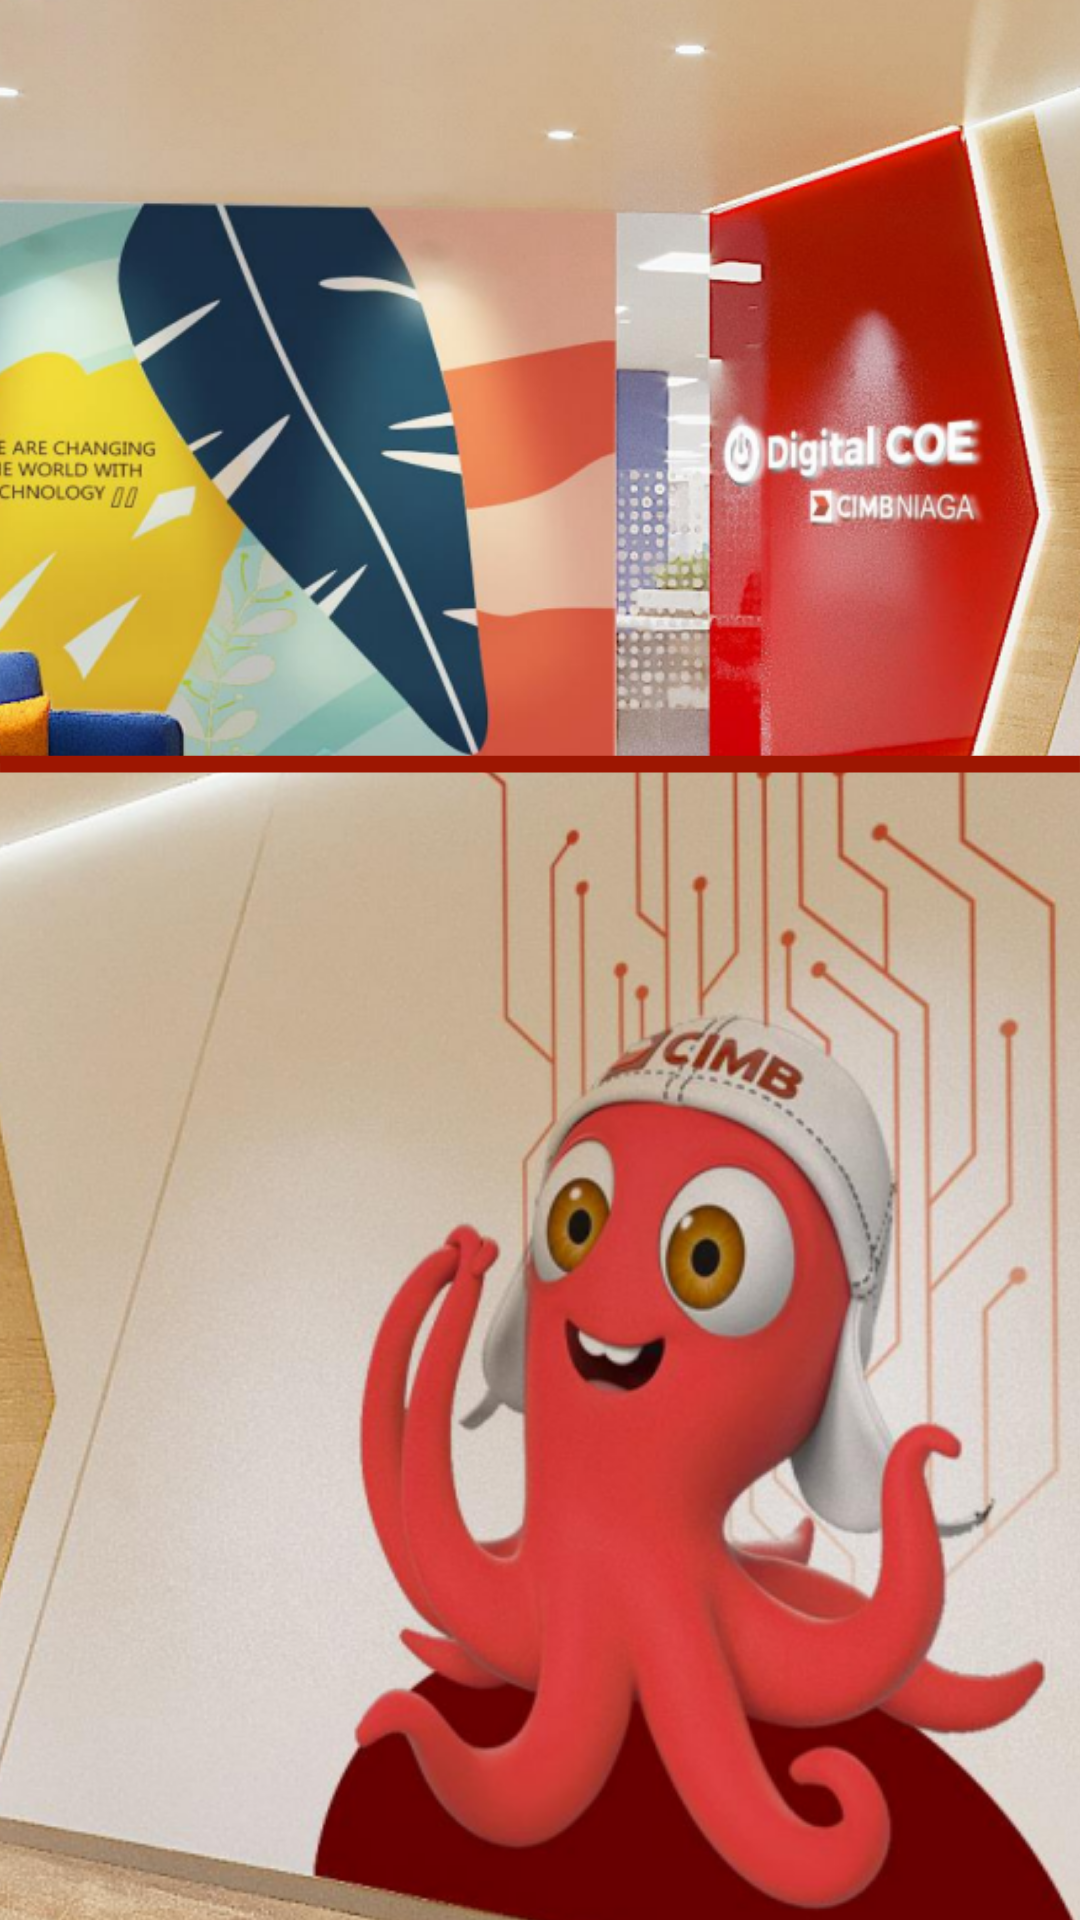 E ARE CHANGING
E WORLD WITH
CHNOLOGY
Digital COE
CIMBNIAGA
CIMB